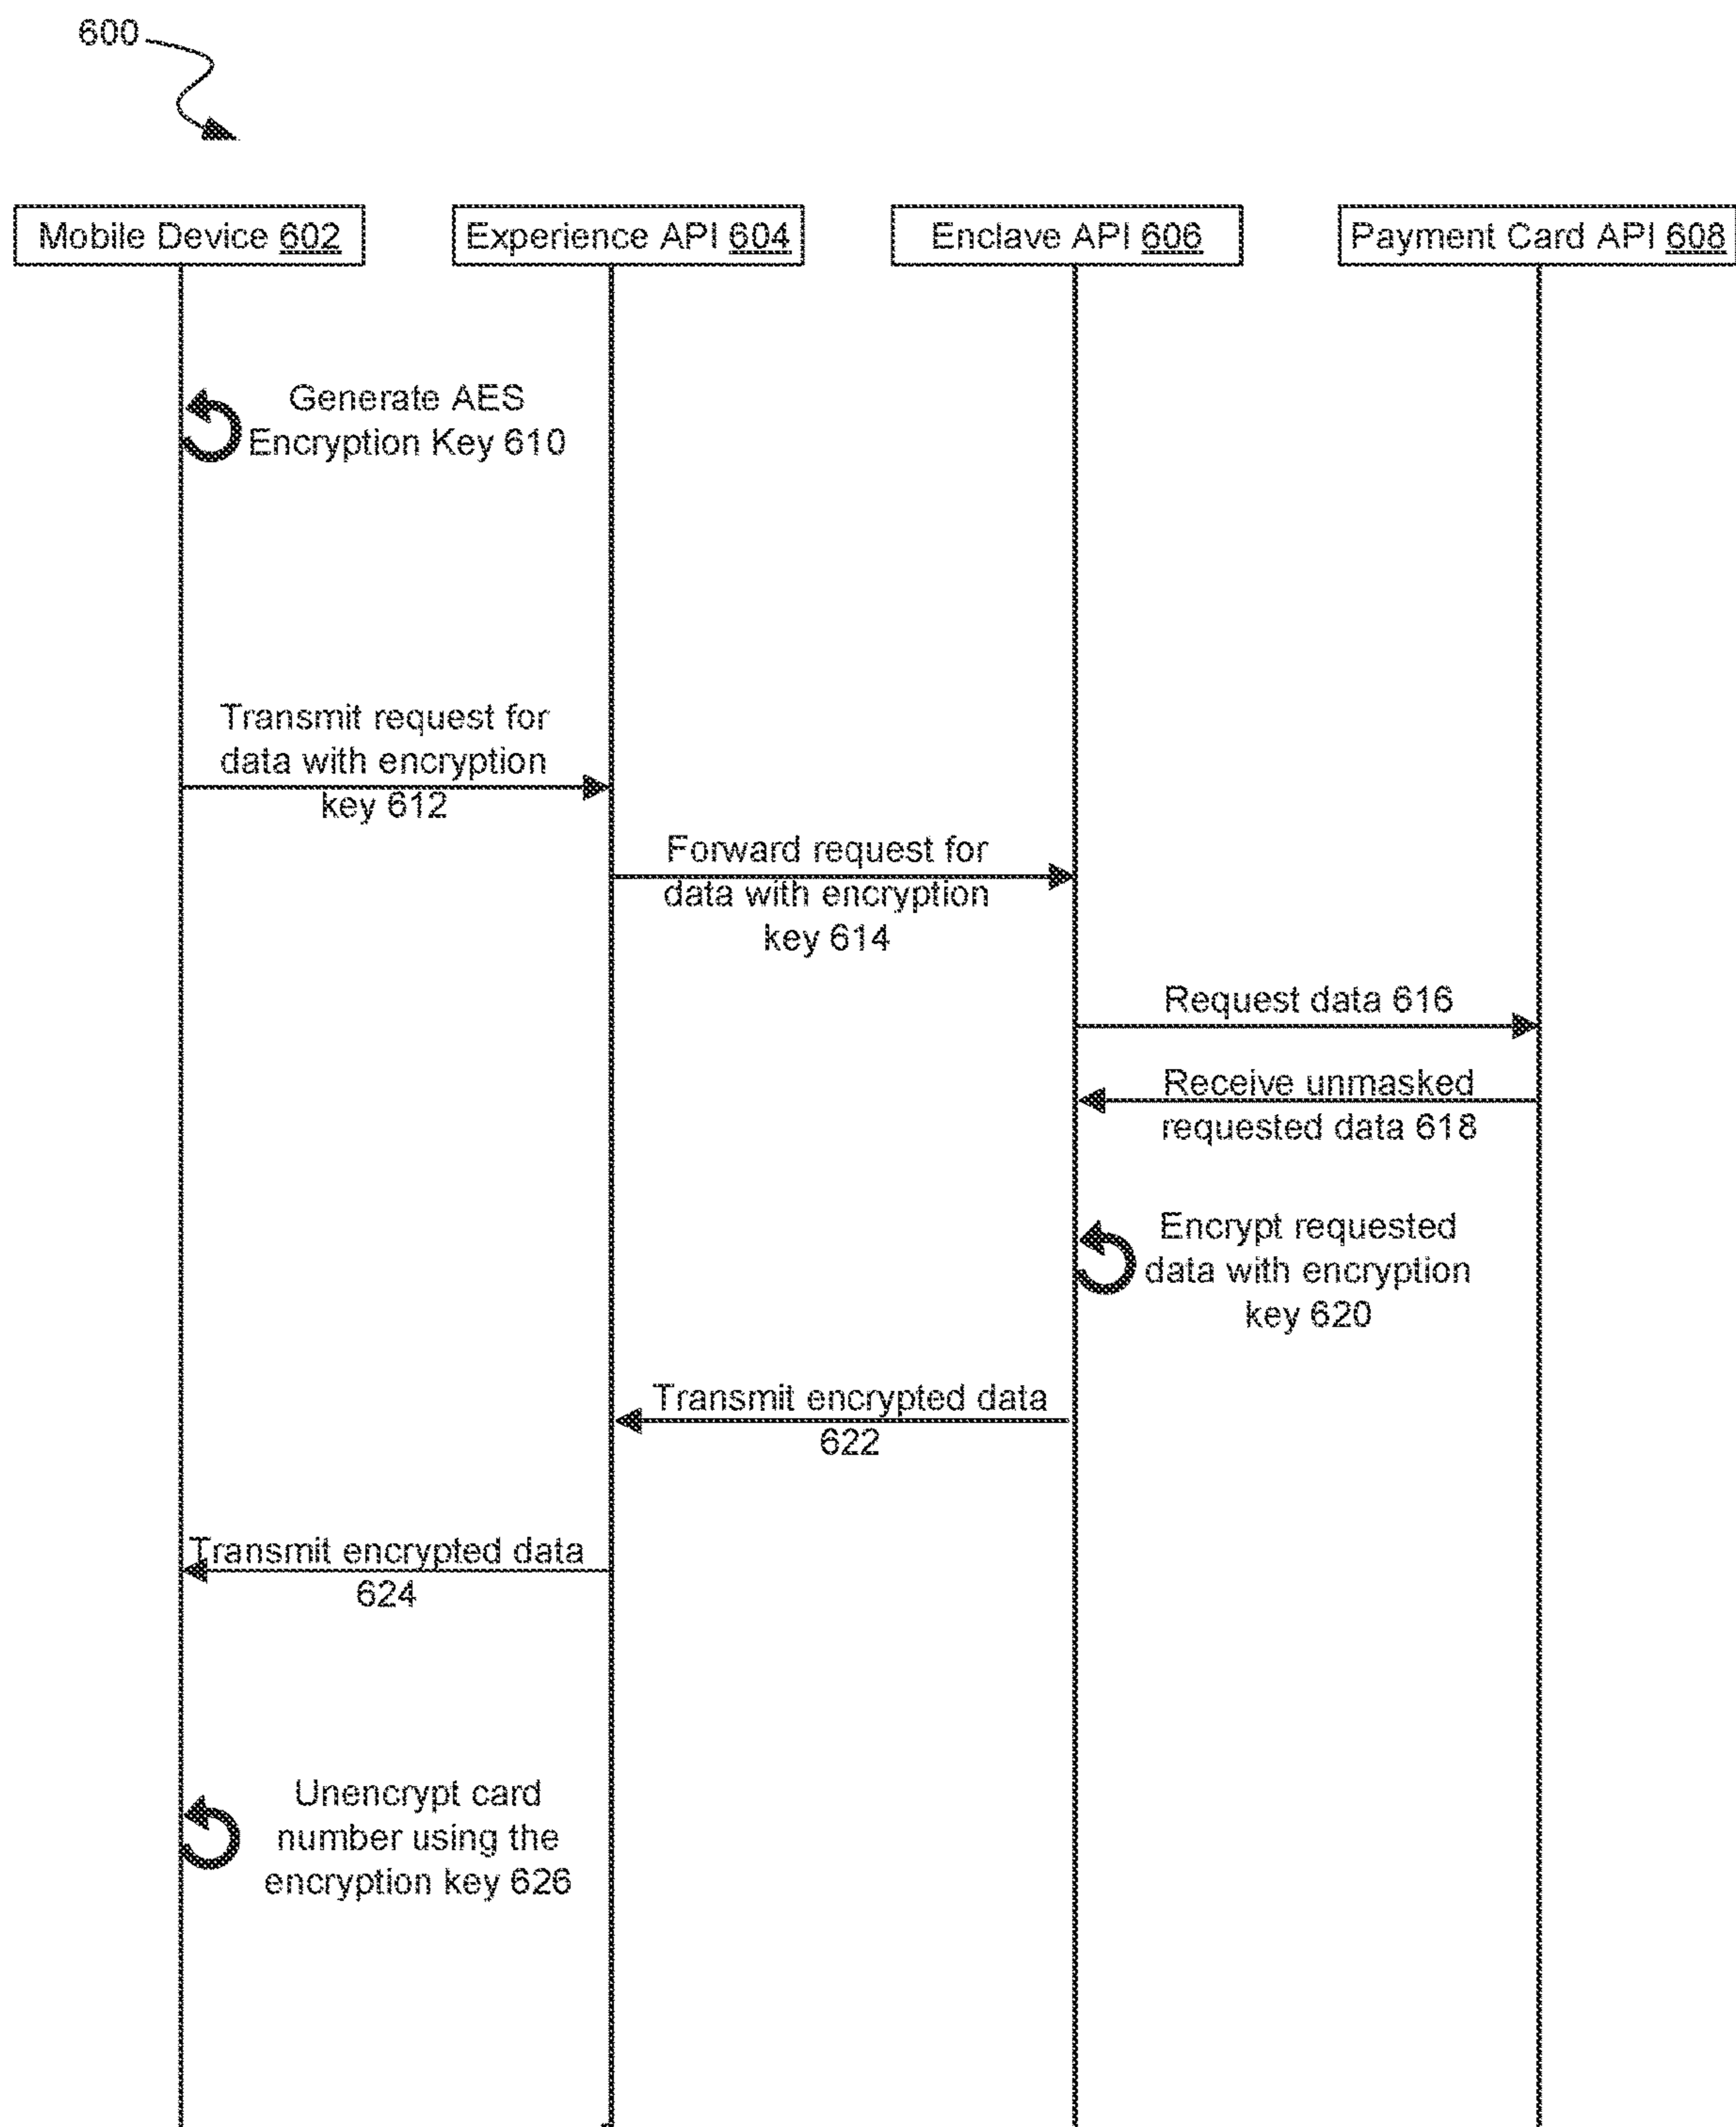 600
Mobile Device 602
Experience API 604
Enclave API 606
Payment Card API 608
Generate AES
Encryption Key 610
Transmit request for
data with encryption
key 612
Forward request for
data with encryption
key 614
Request data 616
Receive unmasked
requested data 618
Encrypt requested
data with encryption
key 620
Transmit encrypted data
622
Transmit encrypted data
624
Unencrypt card
number using the
encryption key 626